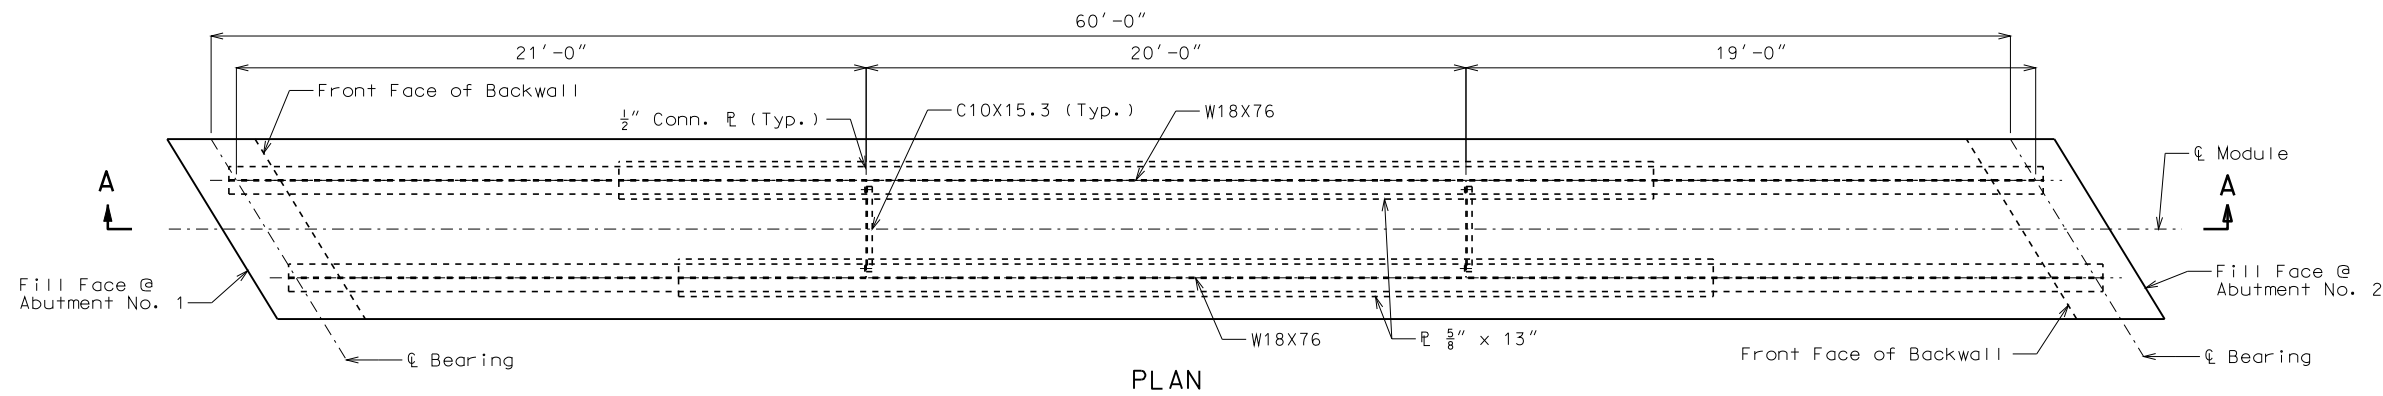 60'-0"
21'-0"
20'-0"
19'-0"
Front Face of Backwall
½" Conn. ⅊ (Typ.)
C10X15.3 (Typ.)
W18X76
℄ Module
A
A
Fill Face @
Abutment No. 1
Fill Face @
Abutment No. 2
℄ Bearing
W18X76
⅊ ⅝" x 13"
Front Face of Backwall
℄ Bearing
PLAN